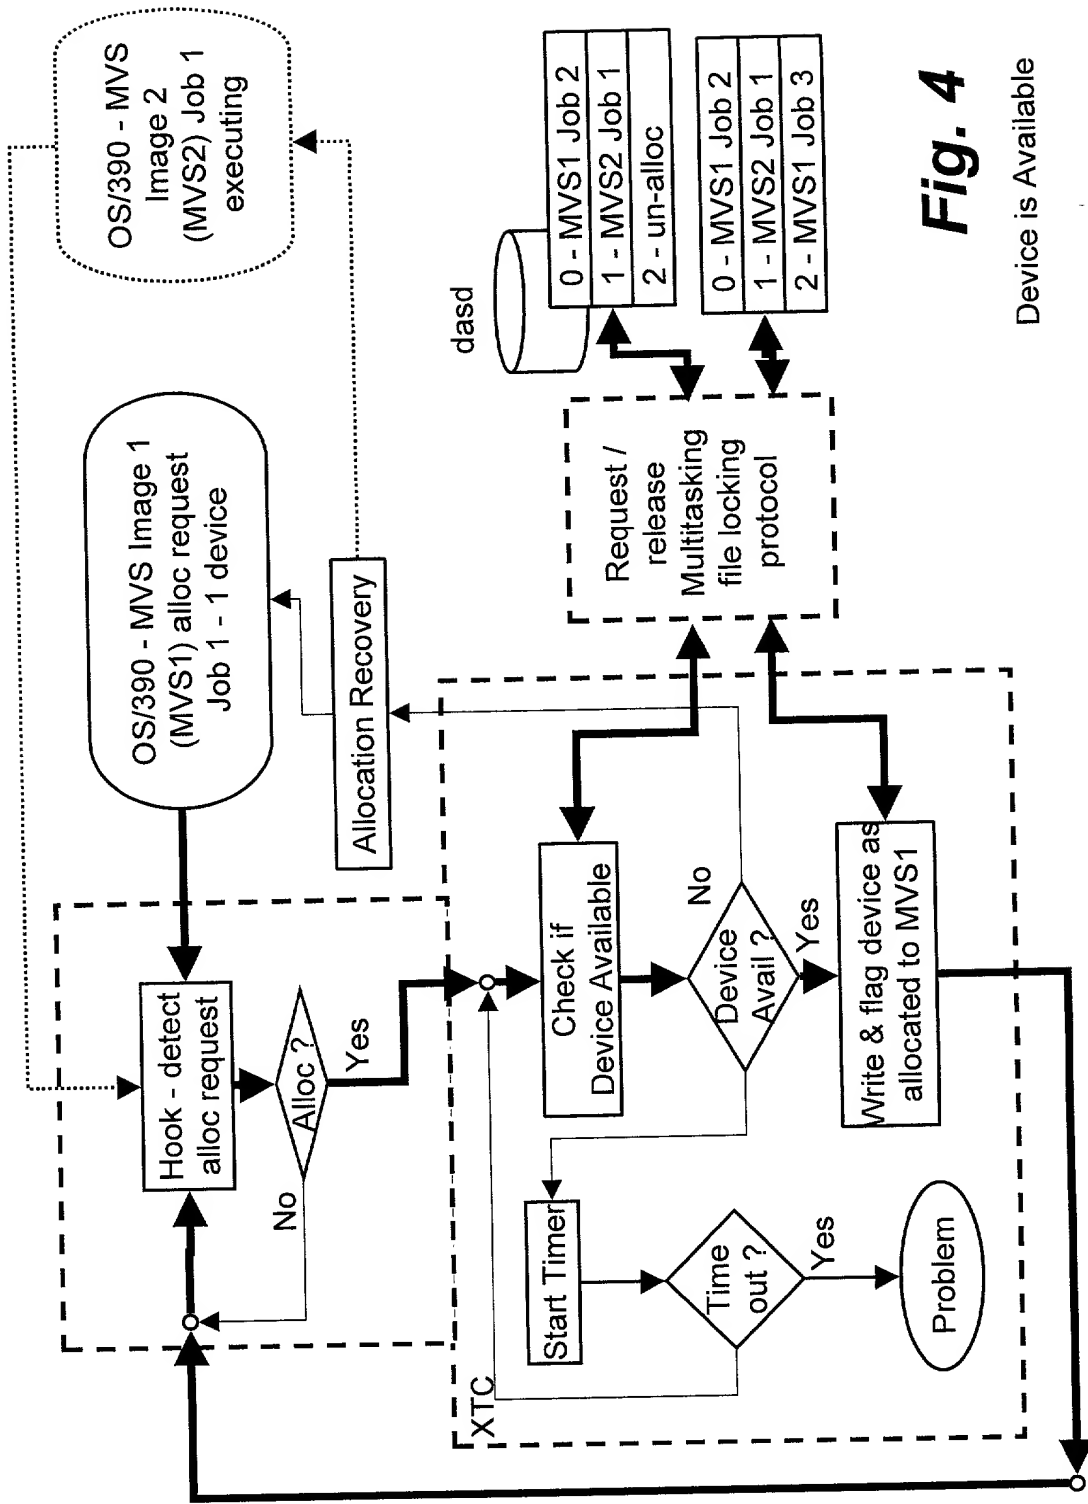 OS/390 - MVS
Image 2
(MVS2) Job 1
executing
OS/390 - MVS Image 1
(MVS1) alloc request
Job 1 - 1 device
Hook - detect
alloc request
Alloc ?
No
Yes
Allocation Recovery
dasd
0 - MVS1 Job 2
1 - MVS2 Job 1
2 - un-alloc
0 - MVS1 Job 2
1 - MVS2 Job 1
2 - MVS1 Job 3
Request /
release
Multitasking
file locking
protocol
XTC
Check if
Device Available
Device
Avail ?
No
Yes
Start Timer
Time
out ?
Yes
Problem
Write & flag device as
allocated to MVS1
Fig. 4
Device is Available